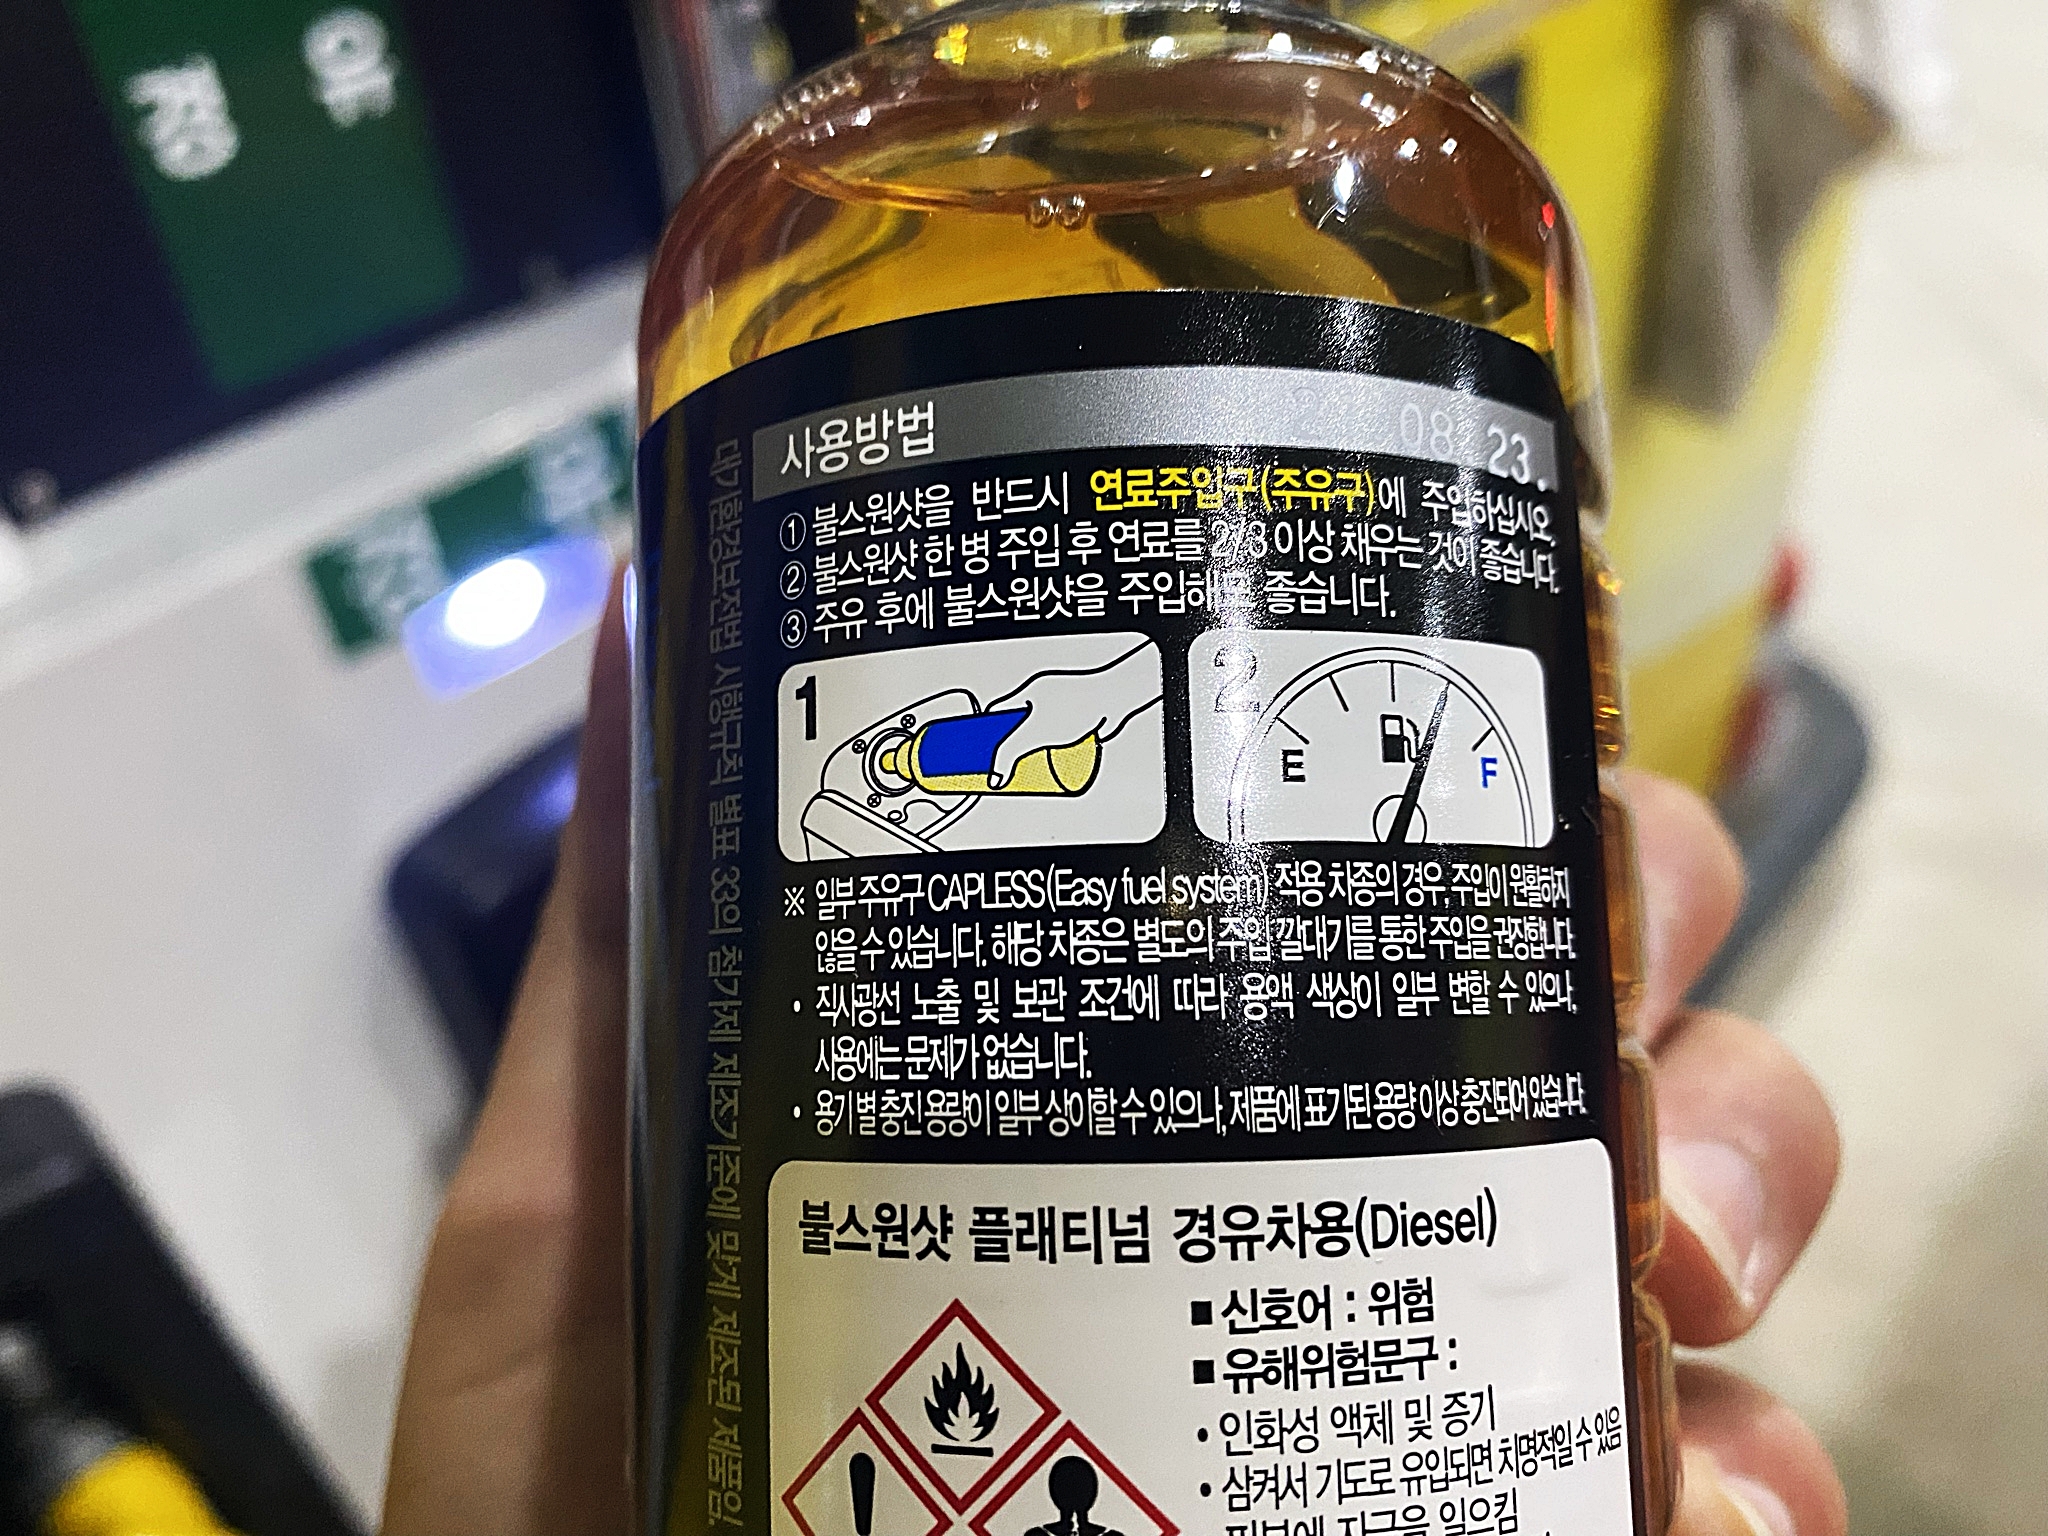 사용방법
08. 23.
① 불스원샷을 반드시 연료주입구(주유구)에 주입하십시오.
② 불스원샷 한 병 주입 후 연료를 2/3 이상 채우는 것이 좋습니다.
③ 주유 후에 불스원샷을 주입해도 좋습니다.
1
2
E
F
※ 일부 주유구 CAPLESS(Easy fuel system) 적용 차종의 경우, 주입이 원활하지
않을 수 있습니다. 해당 차종은 별도의 주입 깔대기를 통한 주입을 권장합니다.
• 직사광선 노출 및 보관 조건에 따라 용액 색상이 일부 변할 수 있으나,
사용에는 문제가 없습니다.
• 용기 별 충진 용량이 일부 상이할 수 있으나, 제품에 표기된 용량 이상 충진되어 있습니다.
대기환경보전법 시행규칙 별표 33의 첨가제 제조기준에 맞게 제조된 제품임.
불스원샷 플래티넘 경유차용(Diesel)
■ 신호어 : 위험
■ 유해위험문구 :
• 인화성 액체 및 증기
• 삼켜서 기도로 유입되면 치명적일 수 있음
피부에 자극을 일으킴